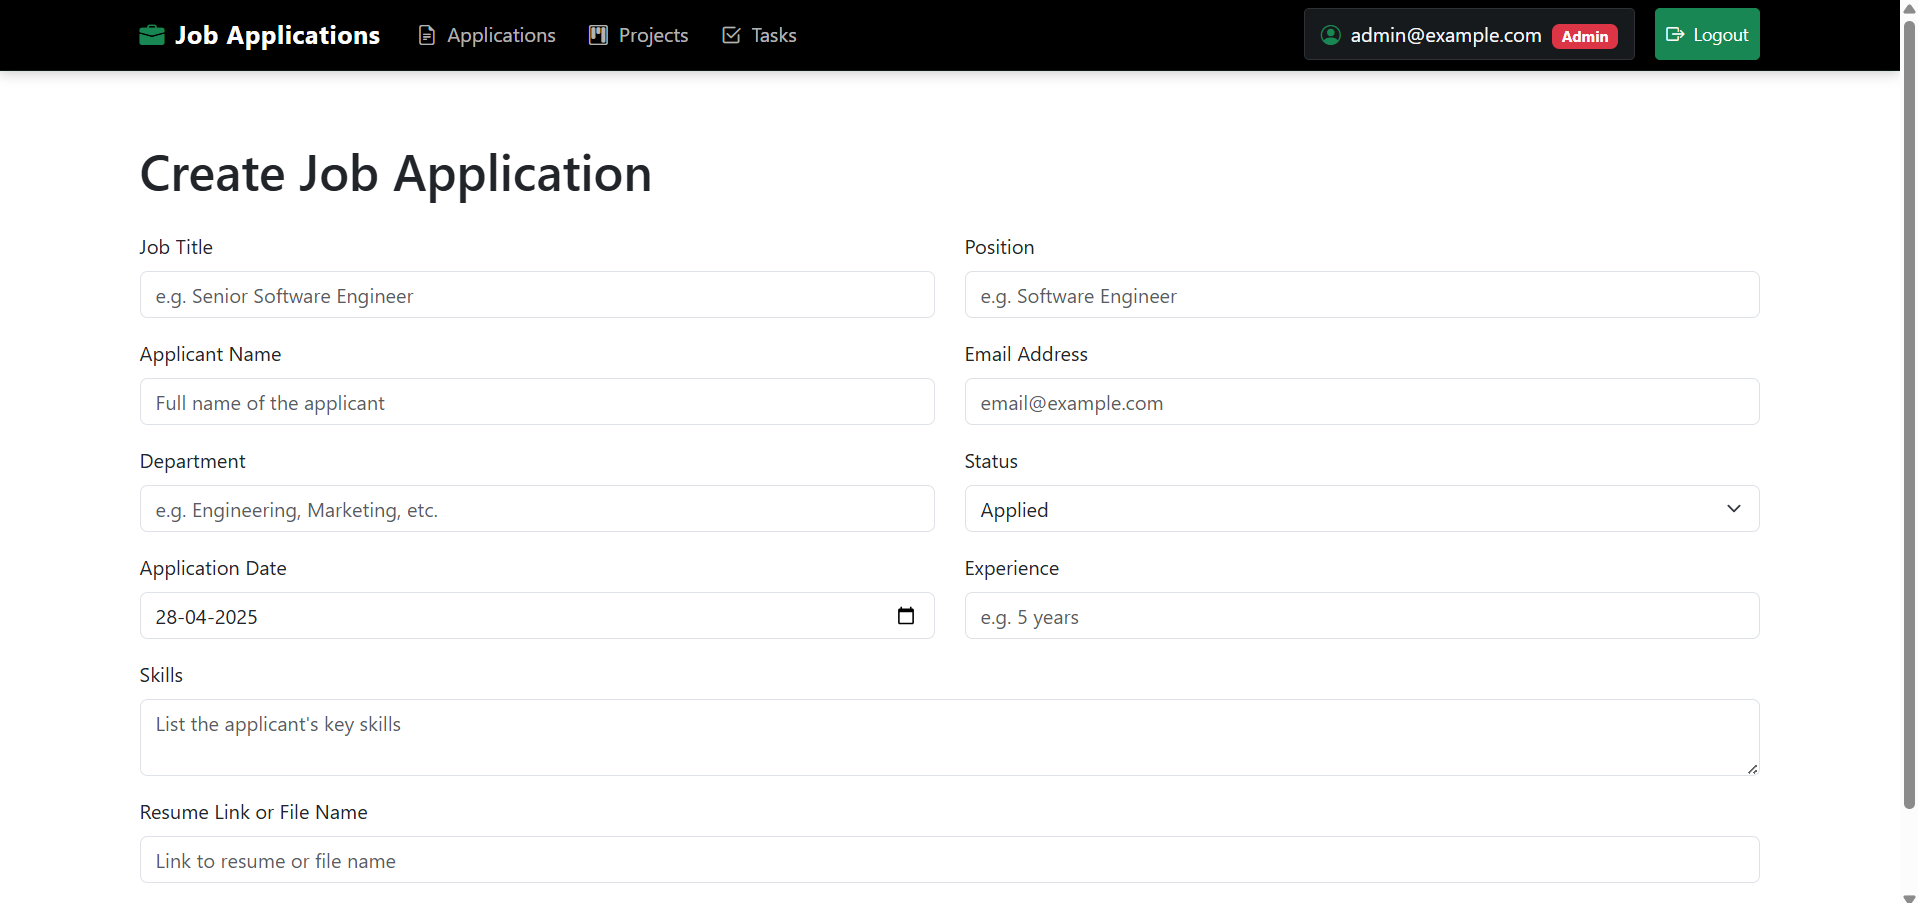 Job Applications Applications Projects Tasks admin@example.com Admin Logout
Create Job Application
Job Title Position
e.g. Senior Software Engineer e.g. Software Engineer
Applicant Name Email Address
Full name of the applicant email@example.com
Department Status
e.g. Engineering, Marketing, etc. Applied
Application Date Experience
28-04-2025 e.g. 5 years
Skills
List the applicant's key skills
Resume Link or File Name
Link to resume or file name